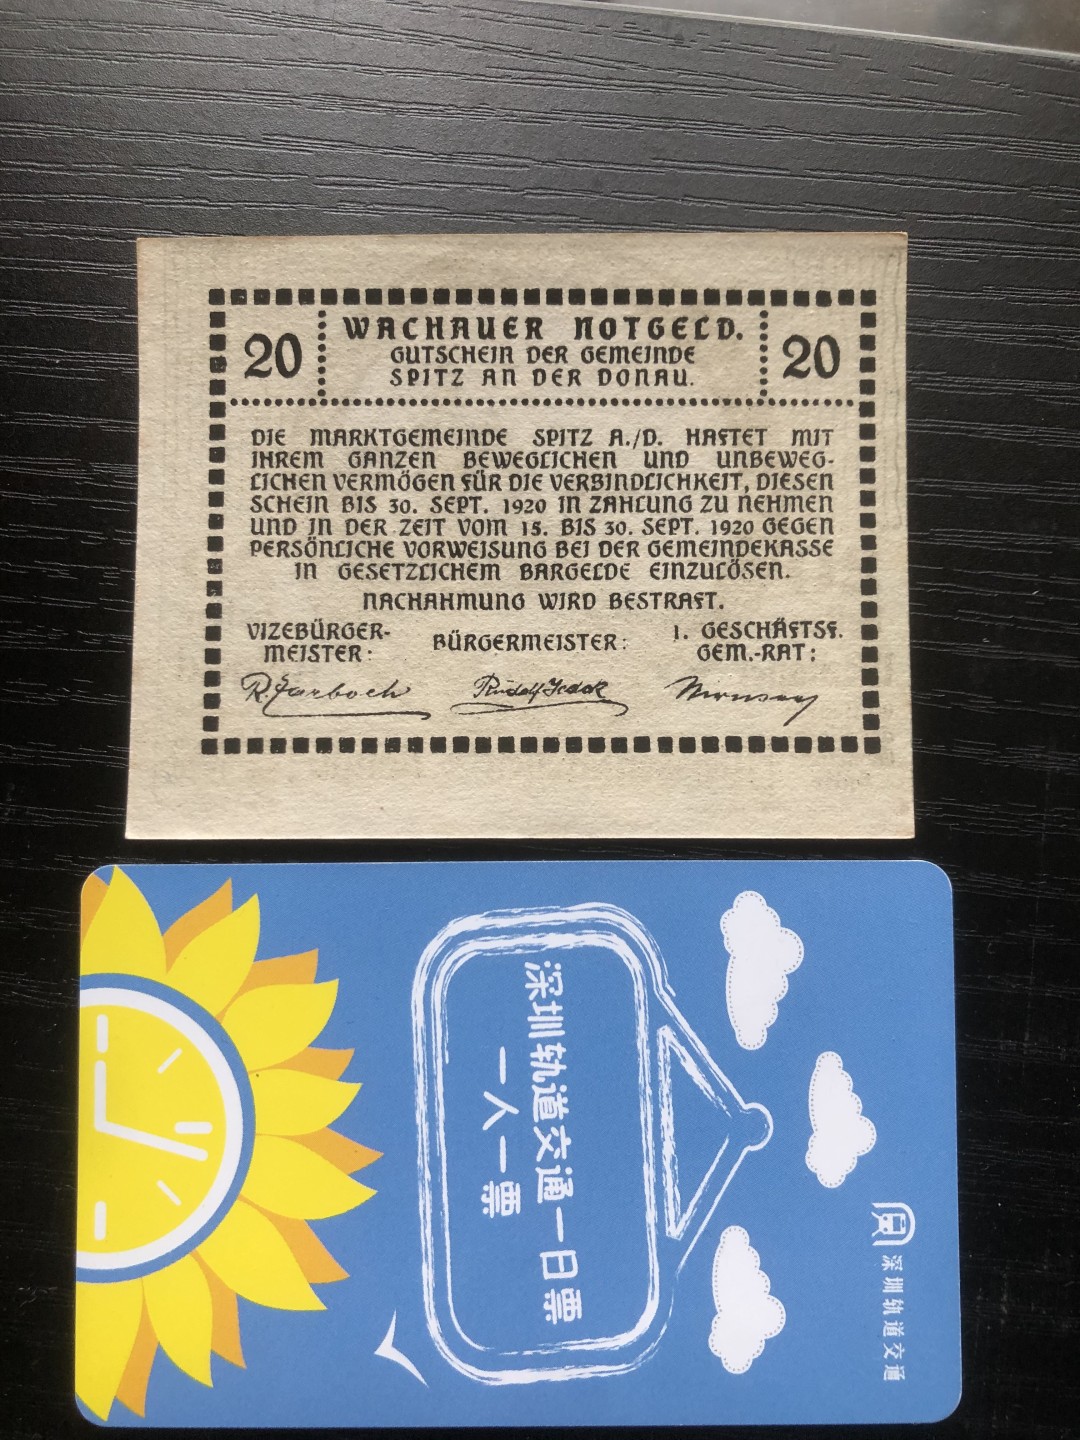 20
WACHAUER NOTGELD.
20
GUTSCHEIN DER GEMEINDE
SPITZ AN DER DONAU.
DIE MARKTGEMEINDE SPITZ A./D. HAFTET MIT
IHREM GANZEN BEWEGLICHEN UND UNBEWEG-
LICHEN VERMÖGEN FÜR DIE VERBINDLICHKEIT, DIESEN
SCHEIN BIS 30. SEPT. 1920 IN ZAHLUNG ZU NEHMEN
UND IN DER ZEIT VOM 15. BIS 30. SEPT. 1920 GEGEN
PERSÖNLICHE VORWEISUNG BEI DER GEMEINDEKASSE
IN GESETZLICHEM BARGELDE EINZULÖSEN.
NACHAHMUNG WIRD BESTRAFT.
VIZEBÜRGER-
MEISTER:
BÜRGERMEISTER:
1. GESCHÄFTSF.
GEM.-RAT:
深圳轨道交通
深圳轨道交通一日票
一人一票